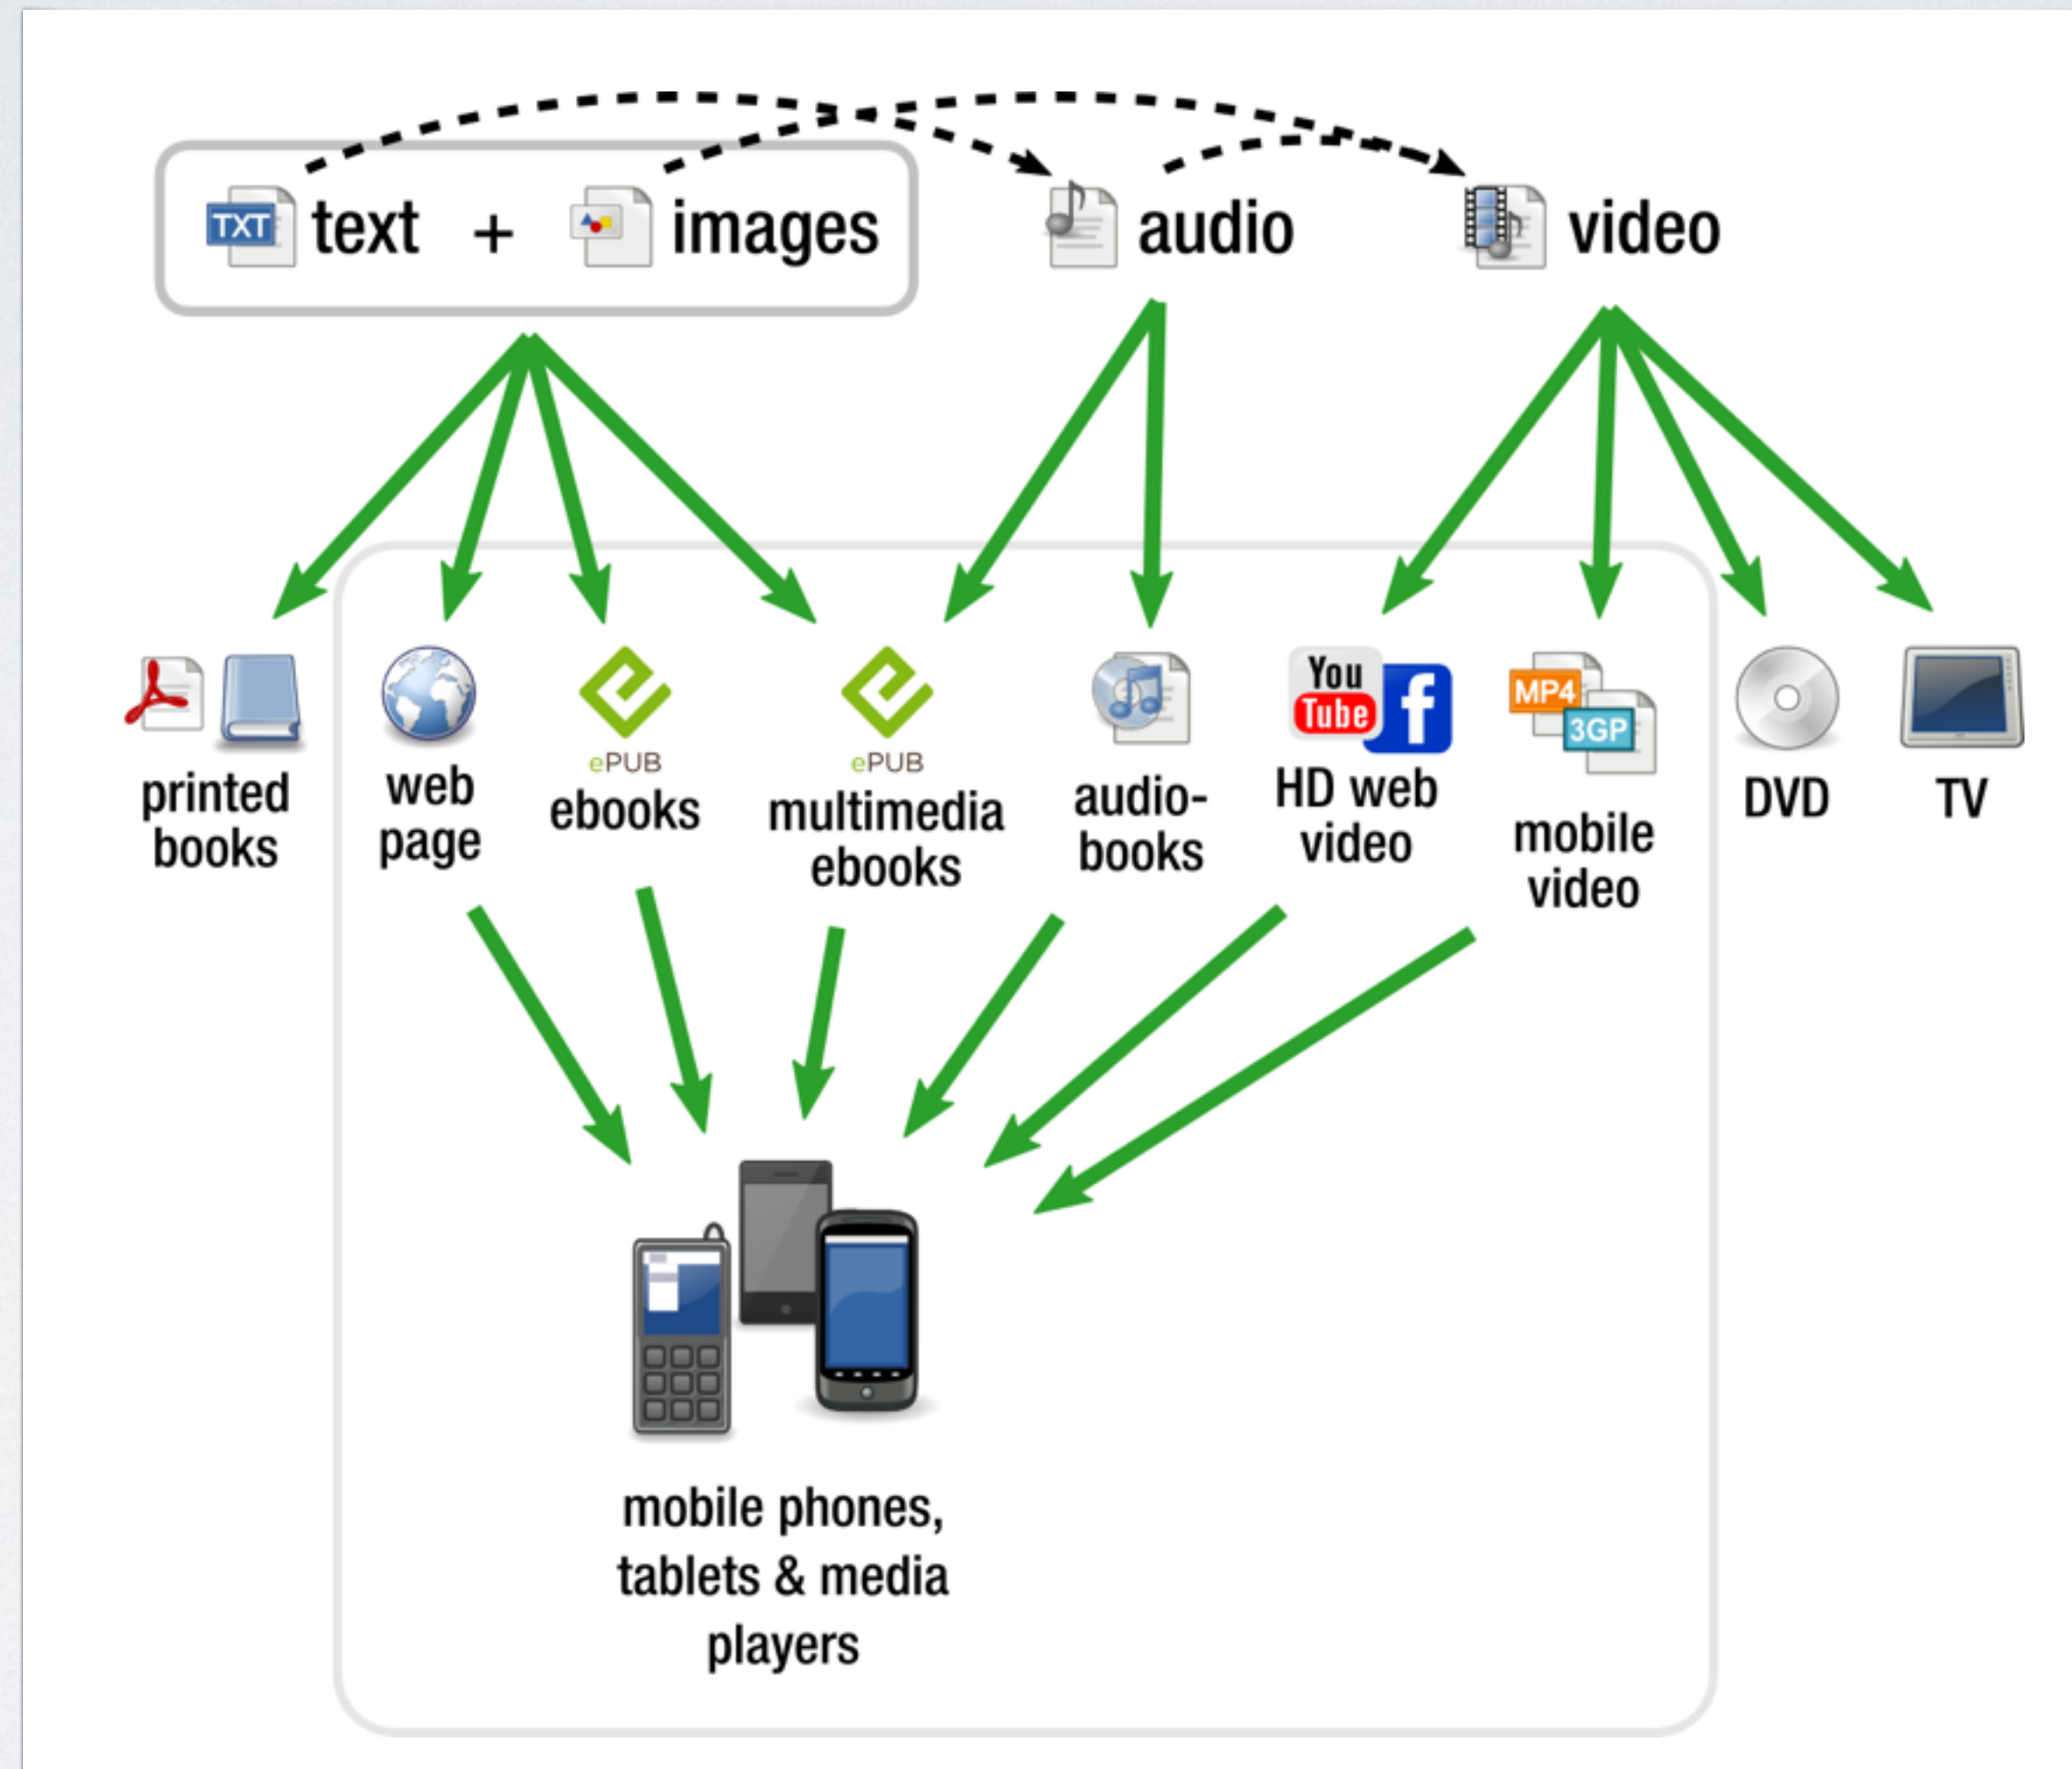 TXT text + images audio video
You
Tube f
MP4
3GP
ePUB
ePUB
printed
books
web
page
ebooks
multimedia
ebooks
audio-
books
HD web
video
mobile
video
DVD
TV
mobile phones,
tablets & media
players